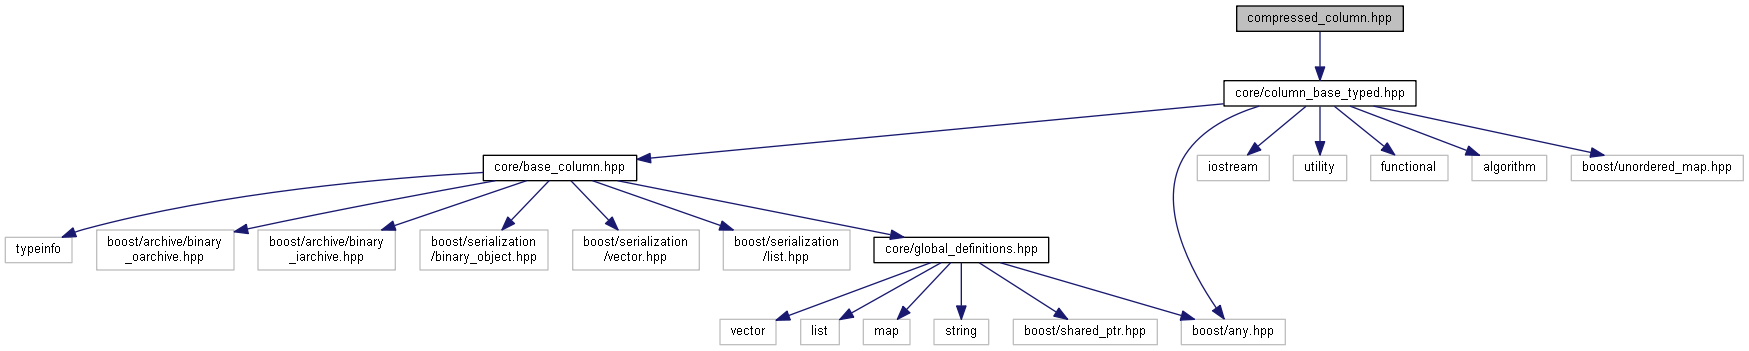 compressed_column.hpp
core/column_base_typed.hpp
core/base_column.hpp
iostream
utility
functional
algorithm
boost/unordered_map.hpp
typeinfo
boost/archive/binary
_oarchive.hpp
boost/archive/binary
_iarchive.hpp
boost/serialization
/binary_object.hpp
boost/serialization
/vector.hpp
boost/serialization
/list.hpp
core/global_definitions.hpp
vector
list
map
string
boost/shared_ptr.hpp
boost/any.hpp